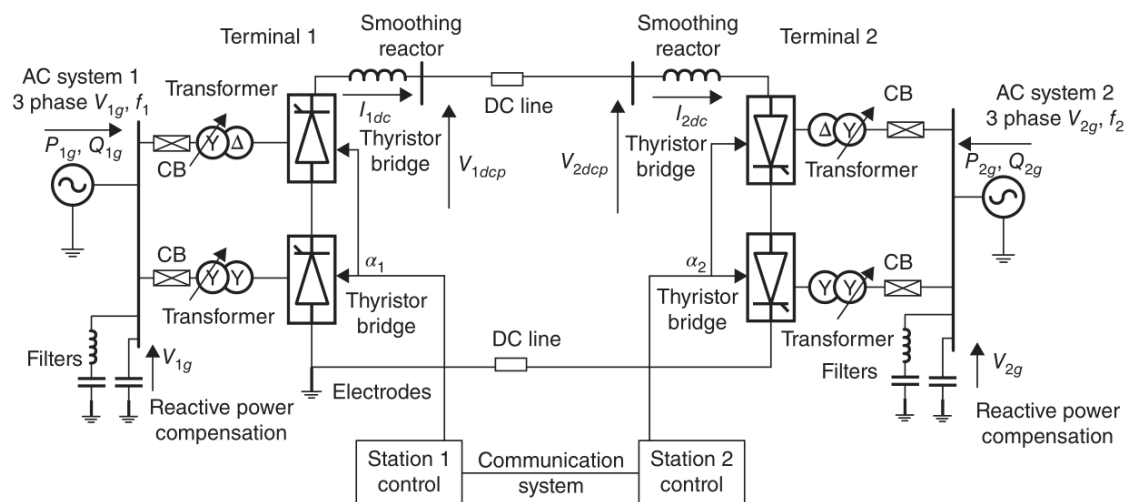 Terminal 1
Smoothing
reactor
Smoothing
reactor
Terminal 2
AC system 1
3 phase V1g, f1
Transformer
I1dc
DC line
I2dc
CB
AC system 2
3 phase V2g, f2
P1g, Q1g
CB
Y Δ
Thyristor
bridge
V1dcp
V2dcp
Thyristor
bridge
Δ Y
Transformer
P2g, Q2g
CB
Y Y
Transformer
α1
Thyristor
bridge
α2
Thyristor
bridge
Y Y
CB
Transformer
Filters
V1g
Reactive power
compensation
Electrodes
DC line
Filters
V2g
Reactive power
compensation
Station 1
control
Communication
system
Station 2
control